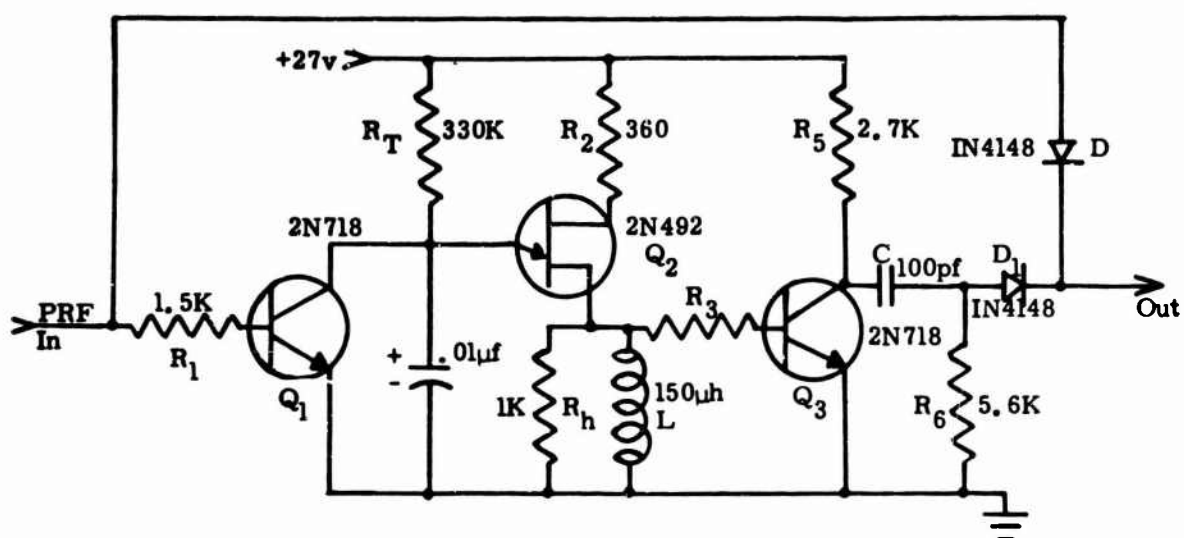 +27v.
R_T
330K
R_2
360
R_5
2.7K
IN4148
D
2N718
2N492
Q_2
C
100pf
D_1
IN4148
Out
PRF
In
1.5K
R_1
Q_1
+
-
.01µf
R_3
2N718
Q_3
1K
R_h
150µh
L
R_6
5.6K